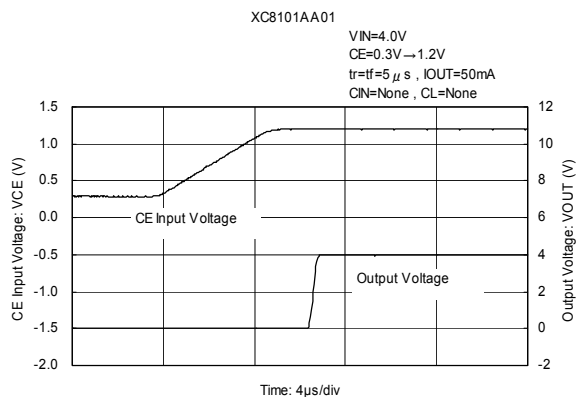 XC8101AA01
VIN=4.0V
CE=0.3V→1.2V
tr=tf=5μs , IOUT=50mA
CIN=None , CL=None
CE Input Voltage: VCE (V)
1.5
1.0
0.5
0.0
-0.5
-1.0
-1.5
-2.0
CE Input Voltage
Output Voltage
12
10
8
6
4
2
0
-2
Output Voltage: VOUT (V)
Time: 4μs/div